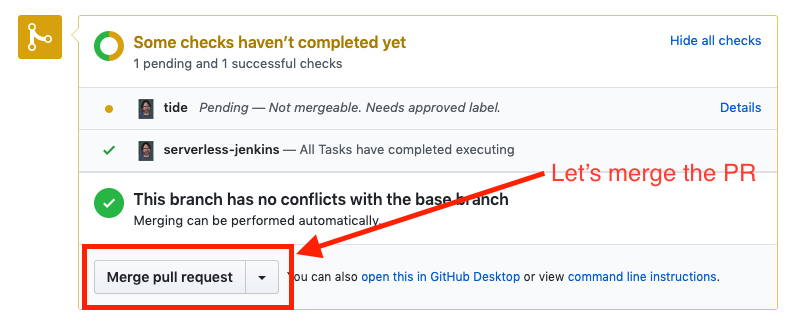 Some checks haven’t completed yet
Hide all checks
1 pending and 1 successful checks
tide Pending — Not mergeable. Needs approved label.
Details
serverless-jenkins — All Tasks have completed executing
Let’s merge the PR
This branch has no conflicts with the base branch
Merging can be performed automatically.
Merge pull request
You can also open this in GitHub Desktop or view command line instructions.